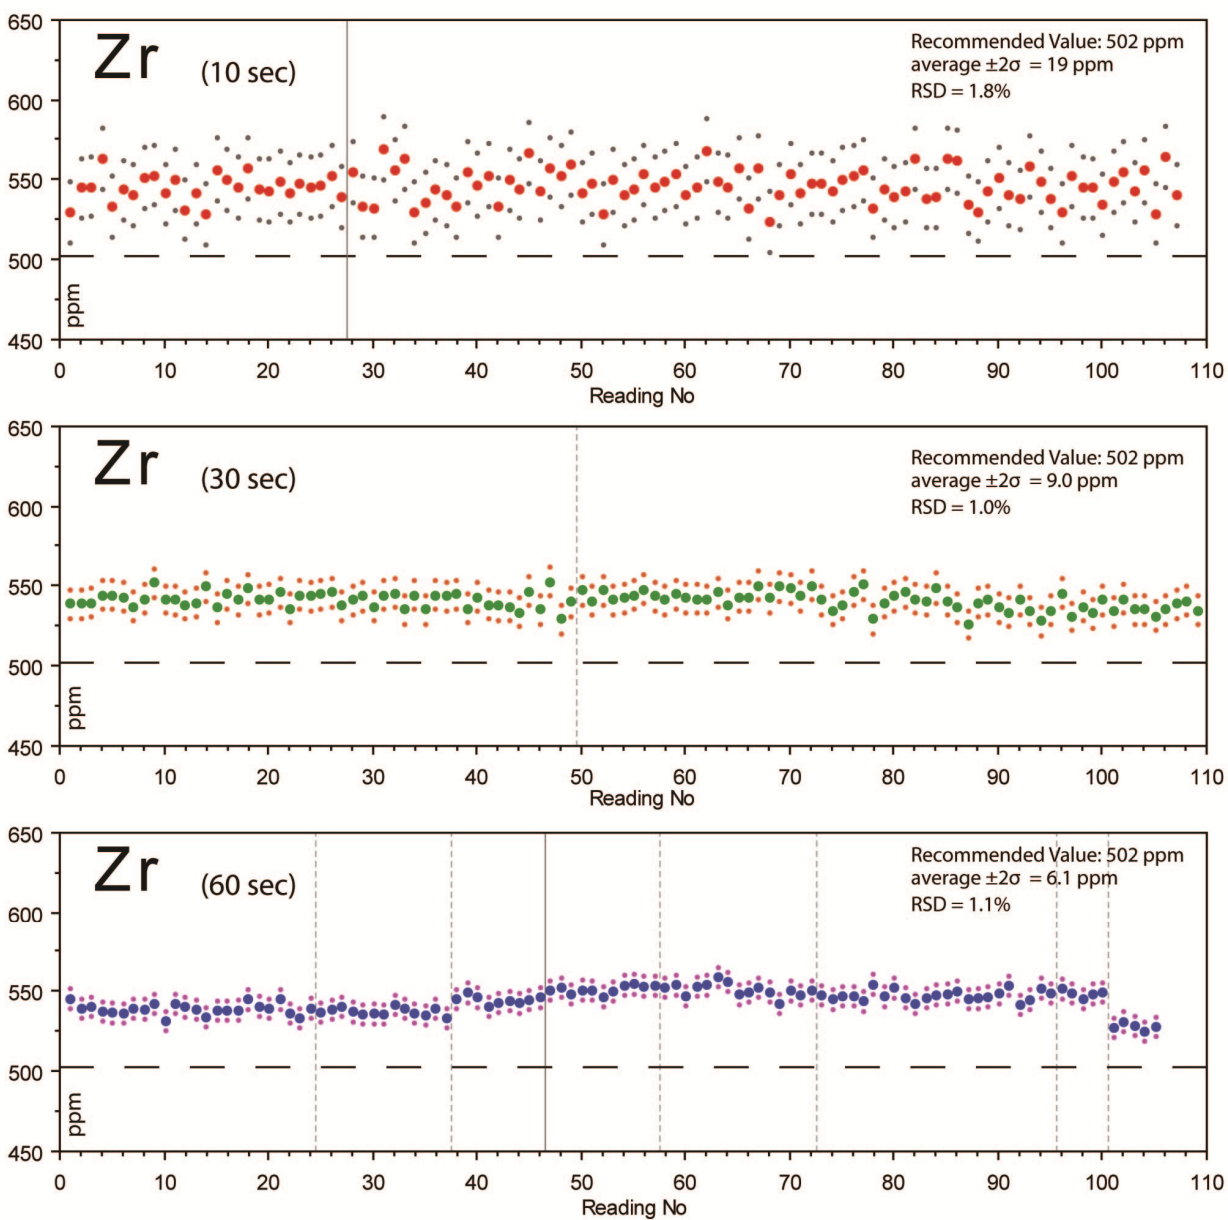 650
Zr (10 sec)
Recommended Value: 502 ppm
average ±2σ = 19 ppm
RSD = 1.8%
600
550
500
ppm
450
0 10 20 30 40 50 60 70 80 90 100 110
Reading No
650
Zr (30 sec)
Recommended Value: 502 ppm
average ±2σ = 9.0 ppm
RSD = 1.0%
600
550
500
ppm
450
0 10 20 30 40 50 60 70 80 90 100 110
Reading No
650
Zr (60 sec)
Recommended Value: 502 ppm
average ±2σ = 6.1 ppm
RSD = 1.1%
600
550
500
ppm
450
0 10 20 30 40 50 60 70 80 90 100 110
Reading No